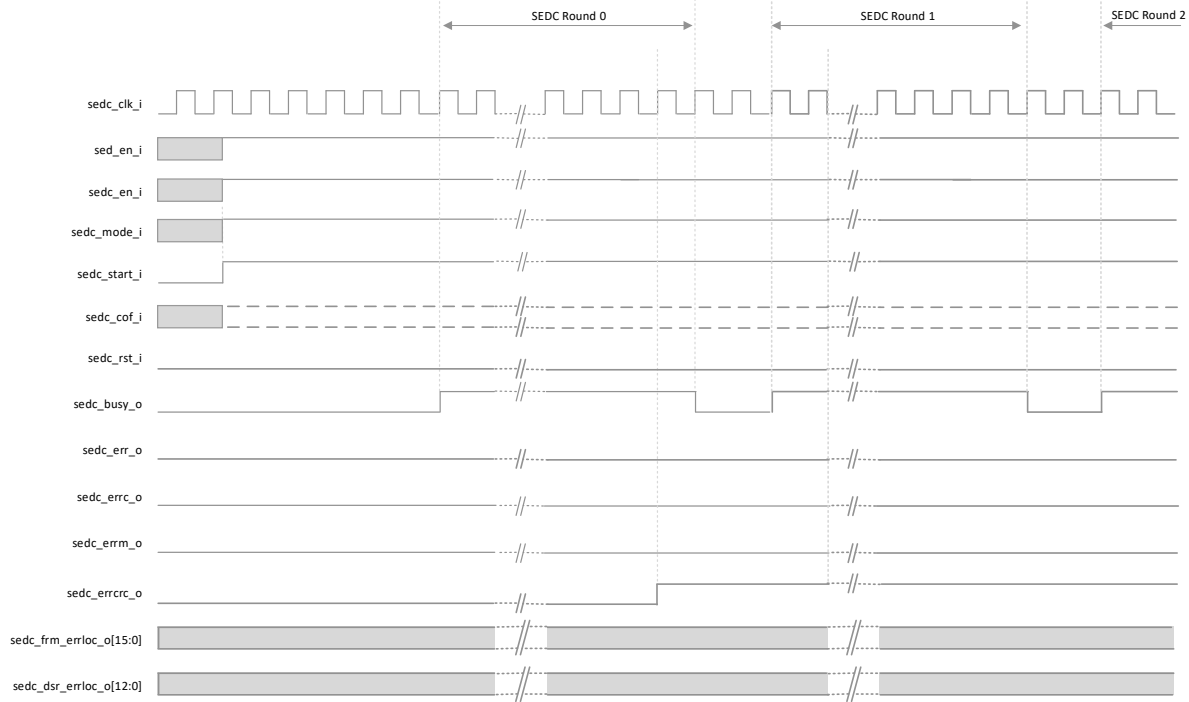 SEDC Round 0
SEDC Round 1
SEDC Round 2
sedc_clk_i
sed_en_i
sedc_en_i
sedc_mode_i
sedc_start_i
sedc_cof_i
sedc_rst_i
sedc_busy_o
sedc_err_o
sedc_errc_o
sedc_errm_o
sedc_errcrc_o
sedc_frm_errloc_o[15:0]
sedc_dsr_errloc_o[12:0]